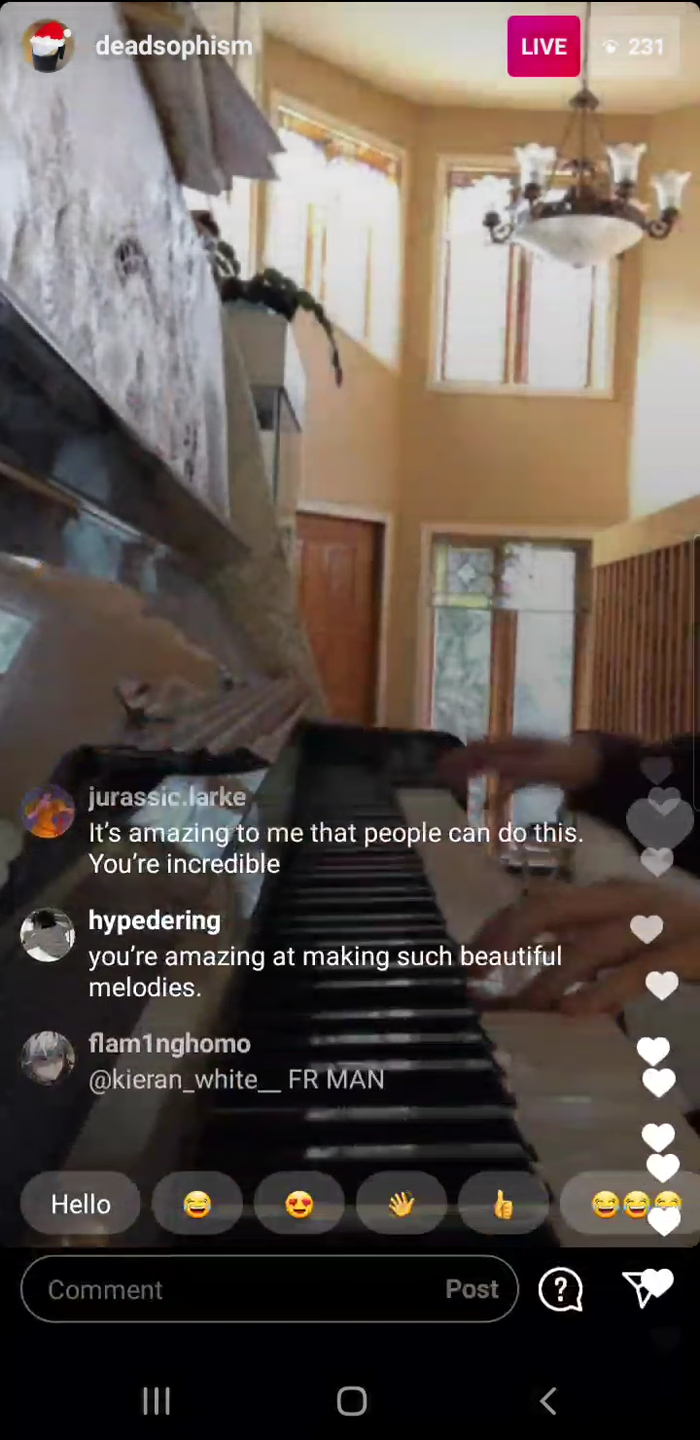 deadsophism
LIVE
231
jurassic.larke
It's amazing to me that people can do this.
You're incredible
hypedering
you're amazing at making such beautiful
melodies.
flam1nghomo
@kieran_white__ FR MAN
Hello
Comment
Post